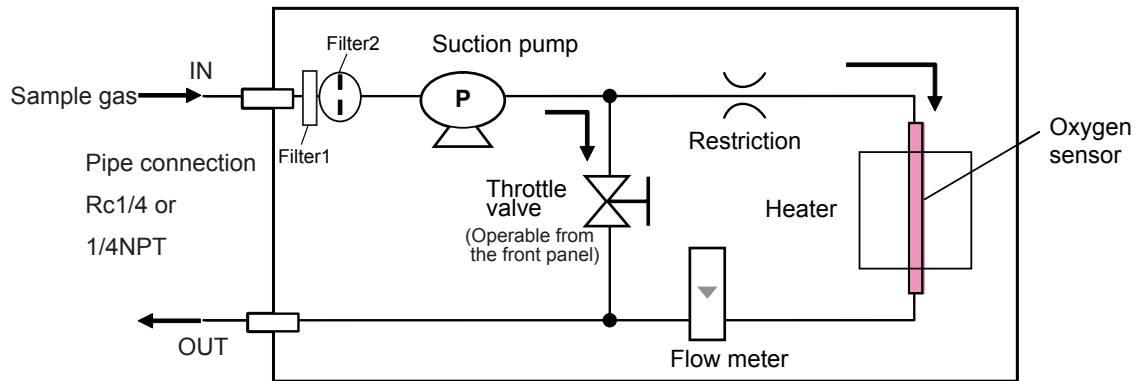 Filter2
Suction pump
IN
Sample gas
P
Filter1
Restriction
Oxygen
sensor
Pipe connection
Rc1/4 or
1/4NPT
Throttle
valve
(Operable from
the front panel)
Heater
OUT
Flow meter